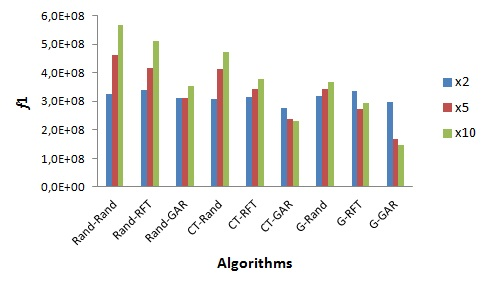 6,0E+08
5,0E+08
4,0E+08
3,0E+08
2,0E+08
1,0E+08
0,0E+00
f1
x2
x5
x10
Rand-Rand
Rand-RFT
Rand-GAR
CT-Rand
CT-RFT
CT-GAR
G-Rand
G-RFT
G-GAR
Algorithms